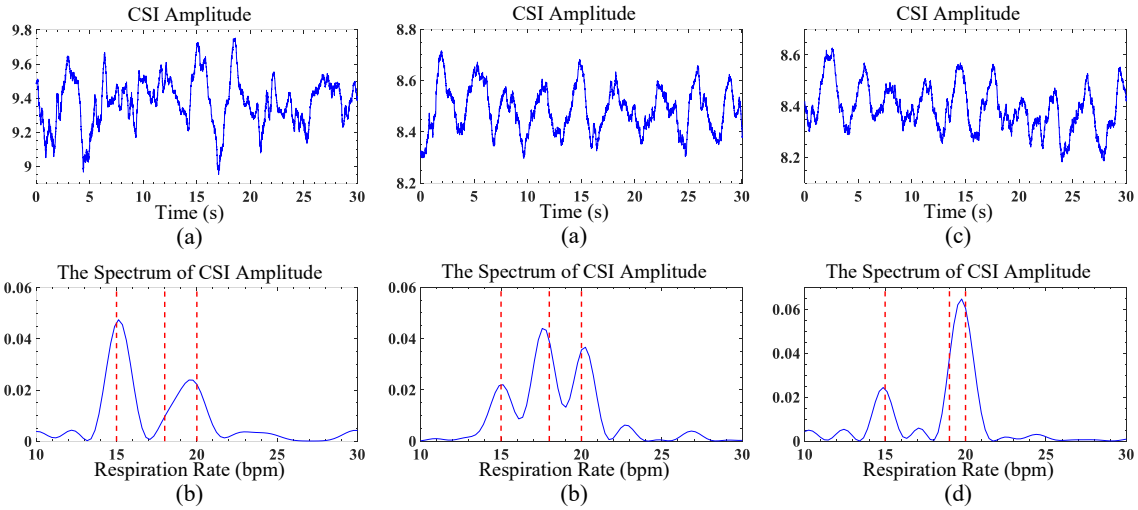 CSI Amplitude CSI Amplitude CSI Amplitude
9.8 8.8
9.6 8.6
9.4 8.6 8.4
9.2 8.4
9 8.2
8.2
0 5 10 15 20 25 30 0 5 10 15 20 25 30 0 5 10 15 20 25 30
Time (s) Time (s) Time (s)
(a) (a) (c)
The Spectrum of CSI Amplitude The Spectrum of CSI Amplitude The Spectrum of CSI Amplitude
0.06 0.06
0.06
0.04 0.04
0.04
0.02 0.02
0.02
0 0 0
10 15 20 25 30 10 15 20 25 30 10 15 20 25 30
Respiration Rate (bpm) Respiration Rate (bpm) Respiration Rate (bpm)
(b) (b) (d)